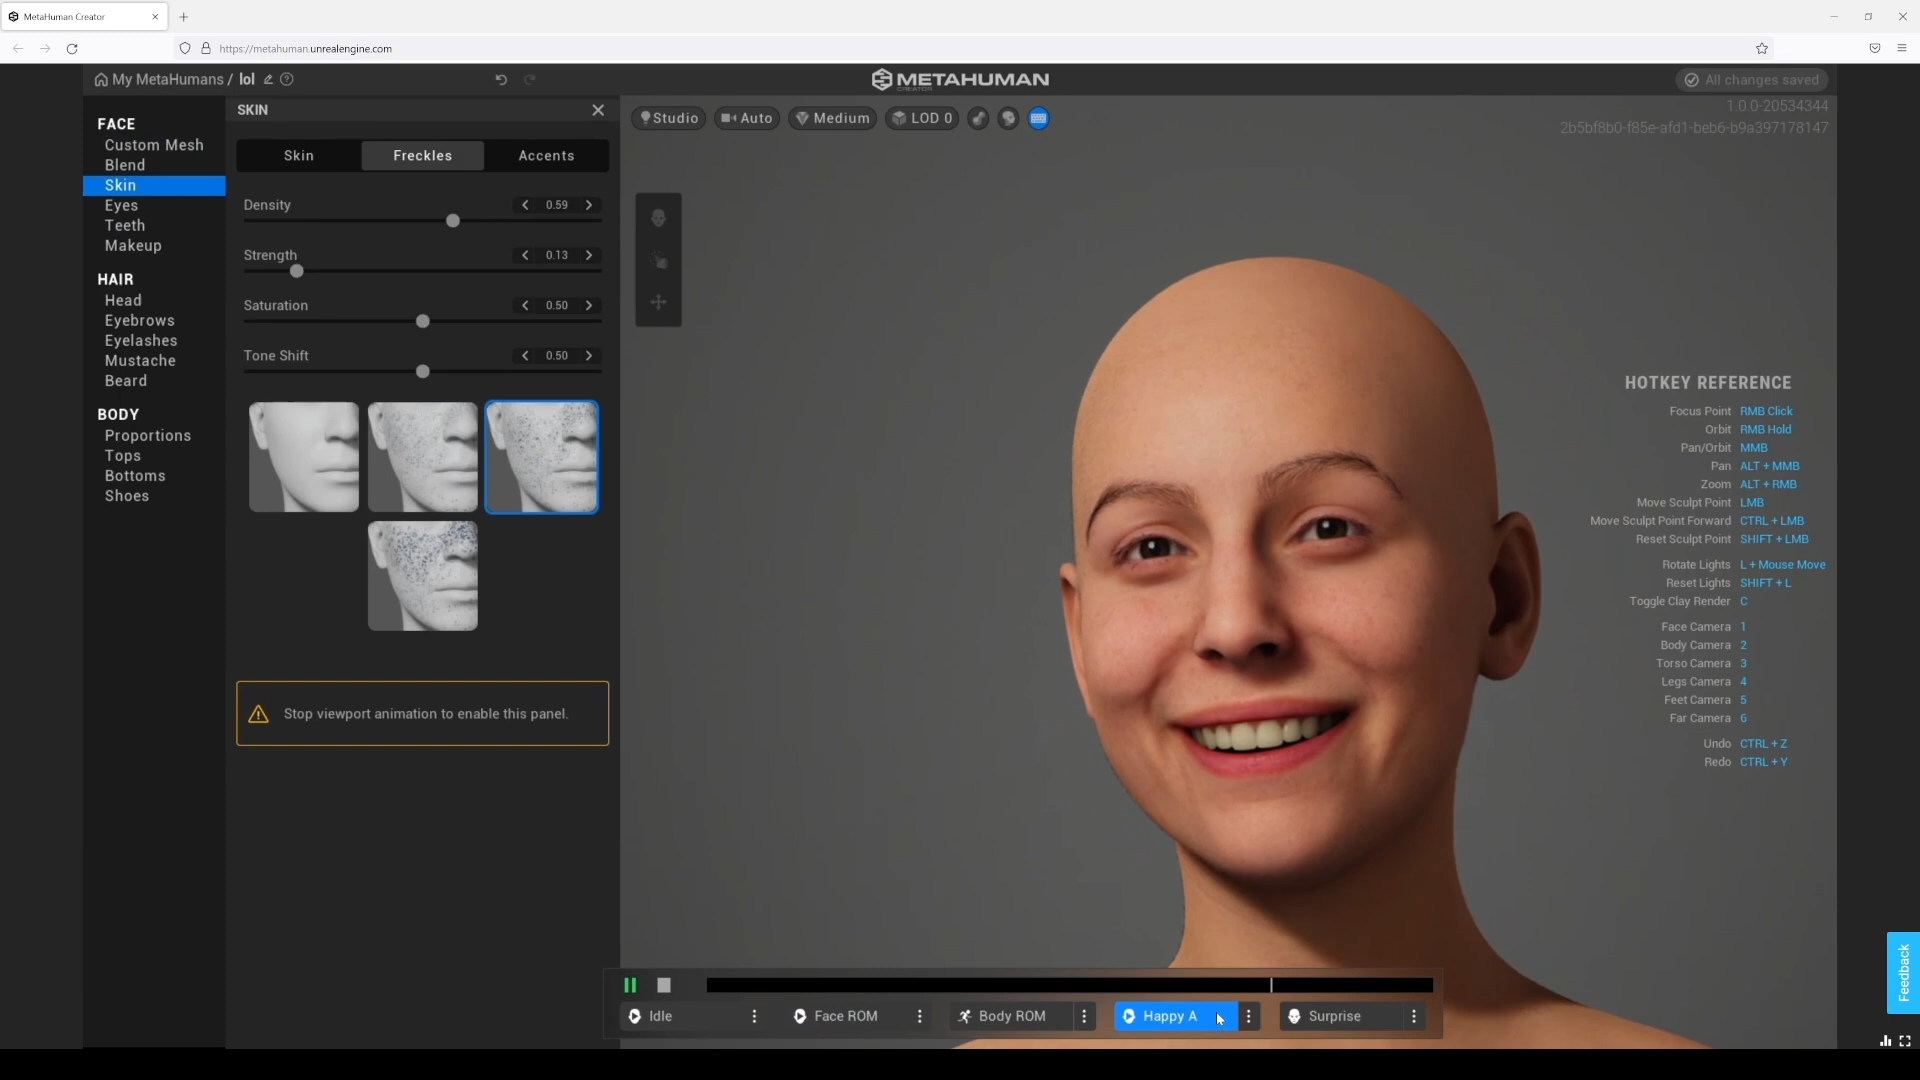 MetaHuman Creator
https://metahuman.unrealengine.com
My MetaHumans / lol
METAHUMAN
CREATOR
All changes saved
1.0.0-20534344
2b5bf8b0-f85e-afd1-beb6-b9a397178147
FACE
Custom Mesh
Blend
Skin
Eyes
Teeth
Makeup
HAIR
Head
Eyebrows
Eyelashes
Mustache
Beard
BODY
Proportions
Tops
Bottoms
Shoes
SKIN
Skin Freckles Accents
Density 0.59
Strength 0.13
Saturation 0.50
Tone Shift 0.50
Stop viewport animation to enable this panel.
Studio Auto Medium LOD 0
HOTKEY REFERENCE
Focus Point RMB Click
Orbit RMB Hold
Pan/Orbit MMB
Pan ALT + MMB
Zoom ALT + RMB
Move Sculpt Point LMB
Move Sculpt Point Forward CTRL + LMB
Reset Sculpt Point SHIFT + LMB
Rotate Lights L + Mouse Move
Reset Lights SHIFT + L
Toggle Clay Render C
Face Camera 1
Body Camera 2
Torso Camera 3
Legs Camera 4
Feet Camera 5
Far Camera 6
Undo CTRL + Z
Redo CTRL + Y
Idle Face ROM Body ROM Happy A Surprise
Feedback